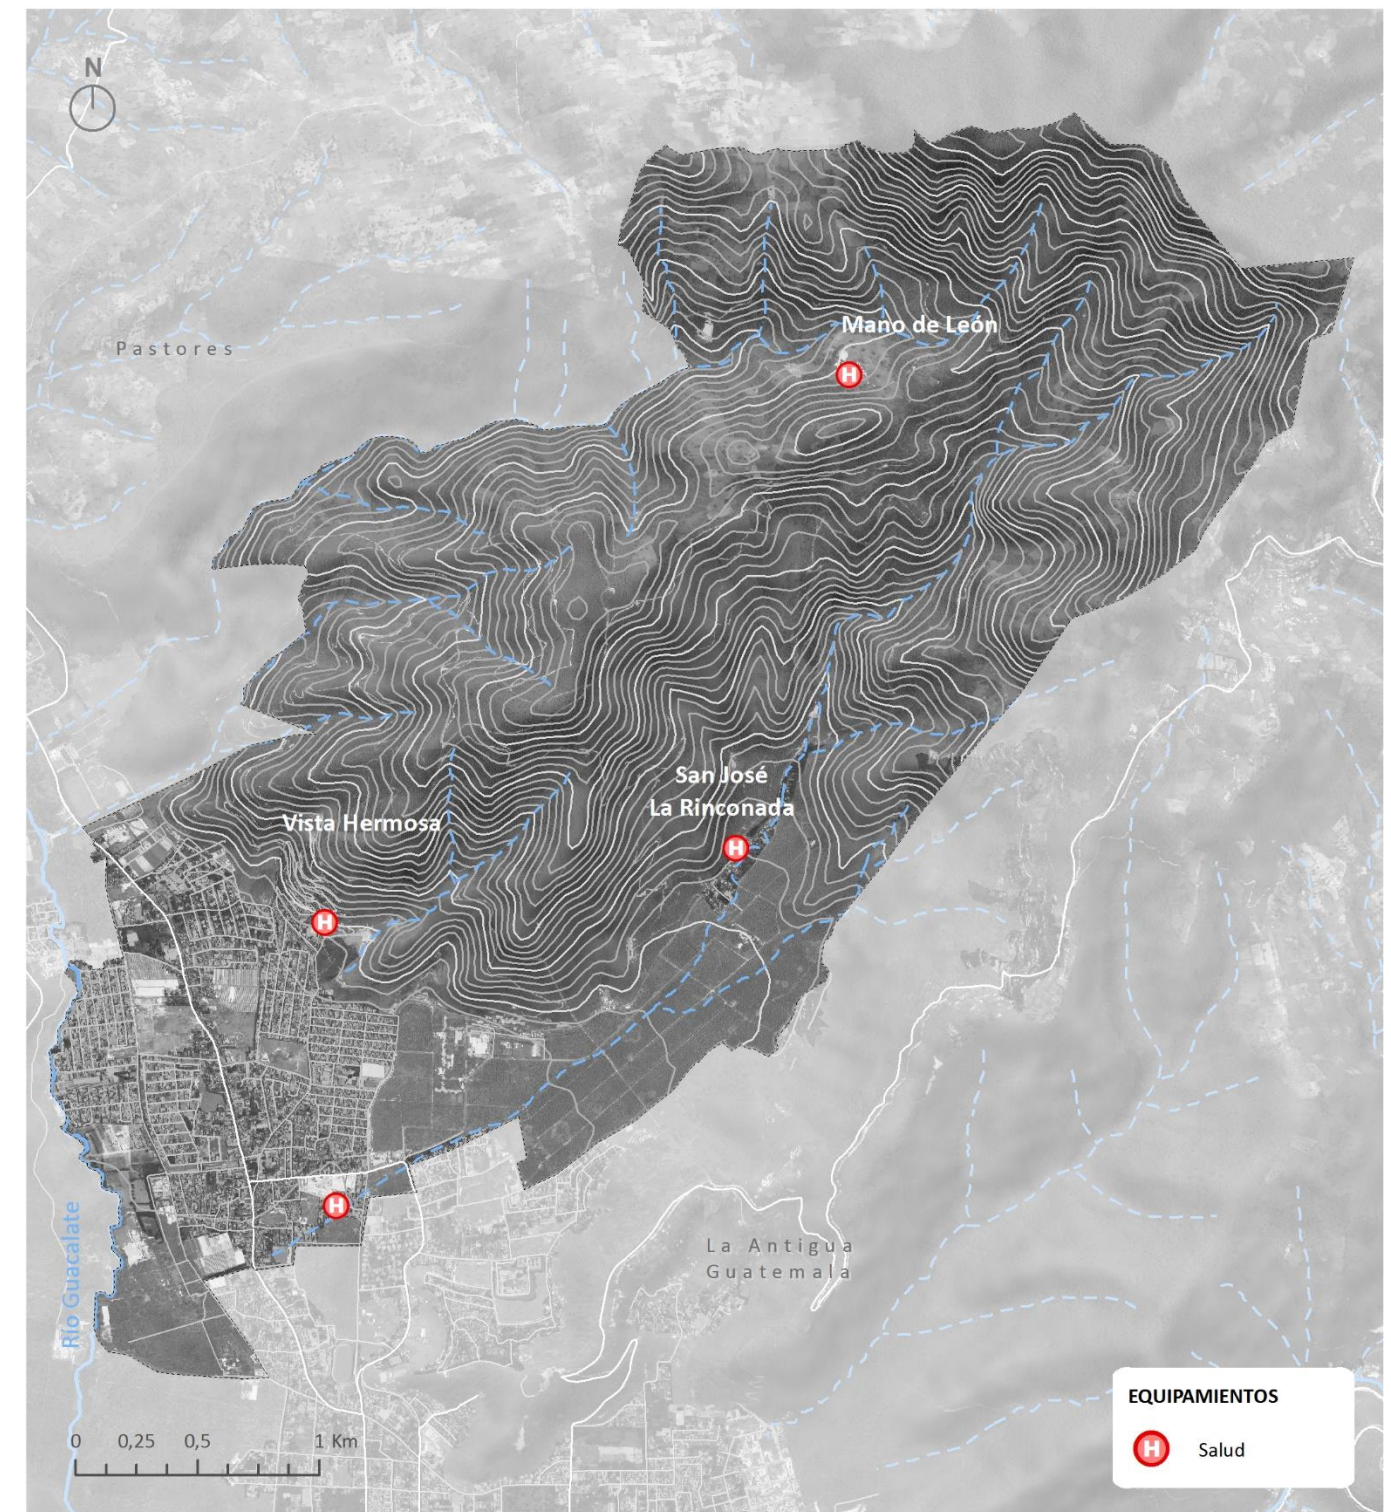 N
Mano de León
Pastores
San José
La Rinconada
Vista Hermosa
H
H
H
H
Río Guacalate
La Antigua
Guatemala
0 0,25 0,5 1 Km
EQUIPAMIENTOS
H Salud